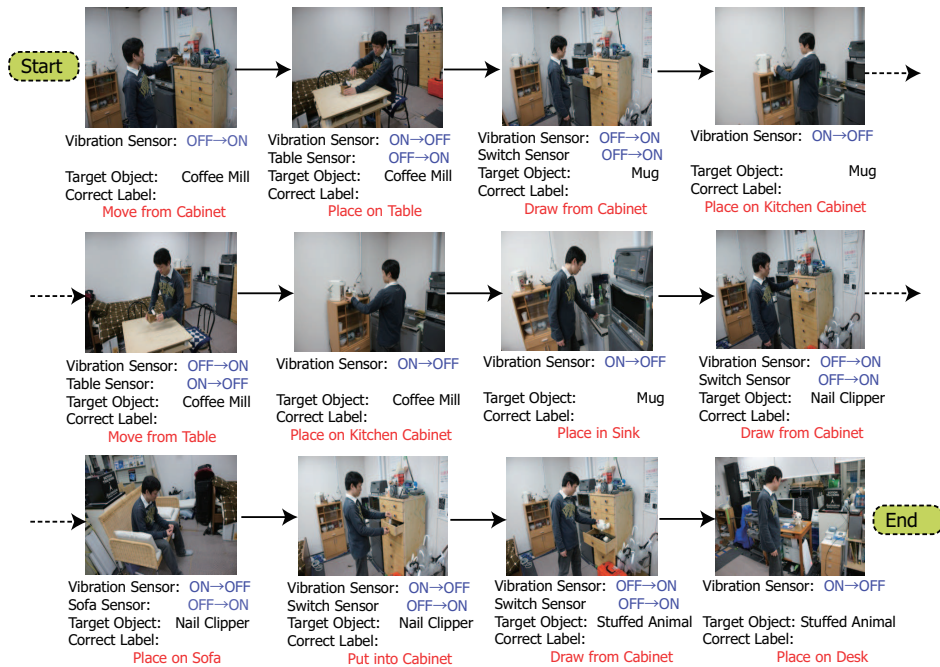 Start
Vibration Sensor: OFF→ON
Target Object: Coffee Mill
Correct Label:
Move from Cabinet
Vibration Sensor: ON→OFF
Table Sensor: OFF→ON
Target Object: Coffee Mill
Correct Label:
Place on Table
Vibration Sensor: OFF→ON
Switch Sensor OFF→ON
Target Object: Mug
Correct Label:
Draw from Cabinet
Vibration Sensor: ON→OFF
Target Object: Mug
Correct Label:
Place on Kitchen Cabinet
Vibration Sensor: OFF→ON
Table Sensor: ON→OFF
Target Object: Coffee Mill
Correct Label:
Move from Table
Vibration Sensor: ON→OFF
Target Object: Coffee Mill
Correct Label:
Place on Kitchen Cabinet
Vibration Sensor: ON→OFF
Target Object: Mug
Correct Label:
Place in Sink
Vibration Sensor: OFF→ON
Switch Sensor OFF→ON
Target Object: Nail Clipper
Correct Label:
Draw from Cabinet
Vibration Sensor: ON→OFF
Sofa Sensor: OFF→ON
Target Object: Nail Clipper
Correct Label:
Place on Sofa
Vibration Sensor: ON→OFF
Switch Sensor OFF→ON
Target Object: Nail Clipper
Correct Label:
Put into Cabinet
Vibration Sensor: OFF→ON
Switch Sensor OFF→ON
Target Object: Stuffed Animal
Correct Label:
Draw from Cabinet
Vibration Sensor: ON→OFF
Target Object: Stuffed Animal
Correct Label:
Place on Desk
End